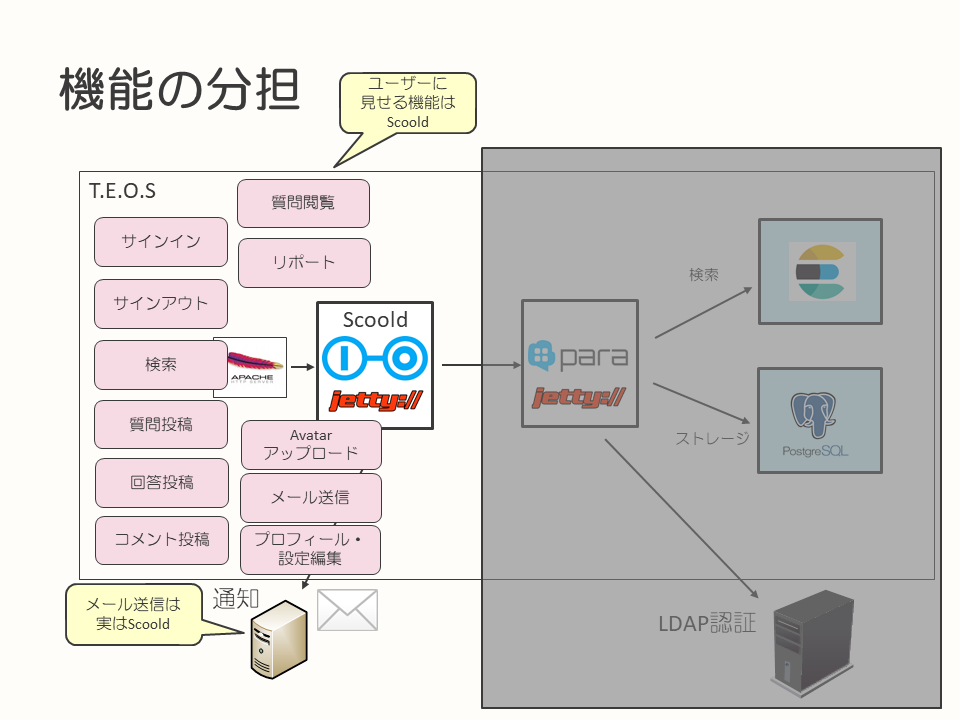 機能の分担
ユーザーに
見せる機能は
Scoold
T.E.O.S
質問閲覧
サインイン
リポート
サインアウト
検索
質問投稿
回答投稿
コメント投稿
APACHE
HTTP SERVER
Scoold
jetty://
Avatar
アップロード
メール送信
プロフィール・
設定編集
para
jetty://
検索
ストレージ
PostgreSQL
メール送信は
実はScoold
通知
LDAP認証